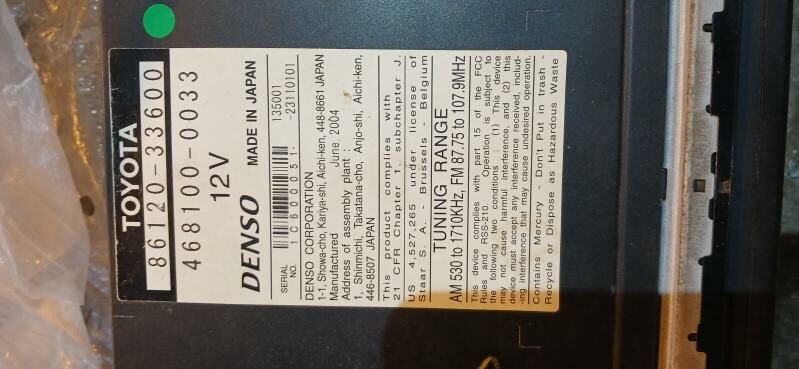 TOYOTA
86120-33600
468100-0033
12V
DENSO MADE IN JAPAN
SERIAL NO. 135001
1C600051- -23110101
DENSO CORPORATION
1-1, Showa-cho, Kariya-shi, Aichi-ken, 448-8661 JAPAN
Manufactured June, 2004
Address of assembly plant :
1, Shinmichi, Takatana-cho, Anjo-shi, Aichi-ken,
446-8507 JAPAN
This product complies with
21 CFR Chapter 1, subchapter J.
US 4,527,265 under license of
Staar S. A. - Brussels - Belgium
TUNING RANGE
AM 530 to 1710KHz, FM 87.75 to 107.9MHz
This device complies with part 15 of the FCC
Rules and RSS-210. Operation is subject to
the following two conditions : (1) This device
may not cause harmful interference, and (2) this
device must accept any interference received, includ-
-ing interference that may cause undesired operation.
Contains Mercury - Don't Put in trash -
Recycle or Dispose as Hazardous Waste